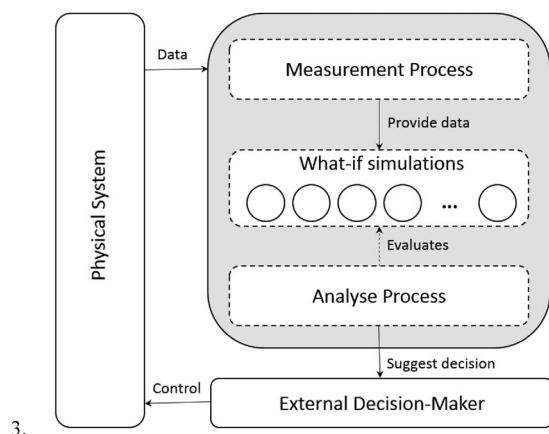 Data
Measurement Process
Provide data
What-if simulations
...
Physical System
Evaluates
Analyse Process
Suggest decision
Control
External Decision-Maker
3.